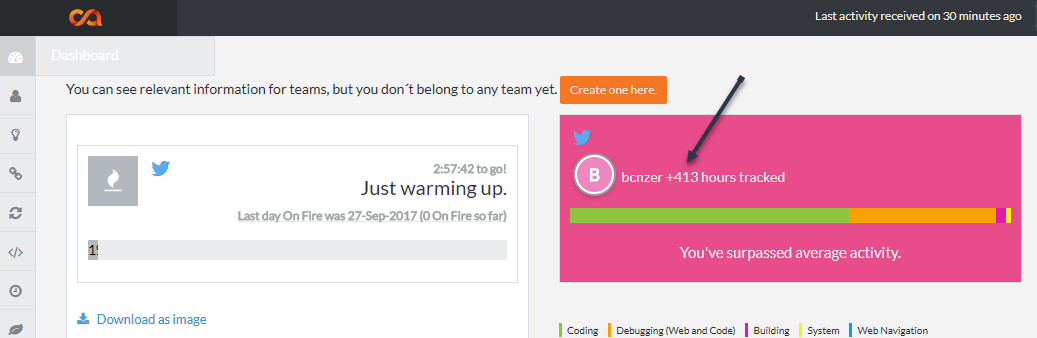 Last activity received on 30 minutes ago
Dashboard
You can see relevant information for teams, but you don´t belong to any team yet. Create one here.
2:57:42 to go!
Just warming up.
Last day On Fire was 27-Sep-2017 (0 On Fire so far)
Download as image
B
bcnzer +413 hours tracked
You've surpassed average activity.
Coding Debugging (Web and Code) Building System Web Navigation